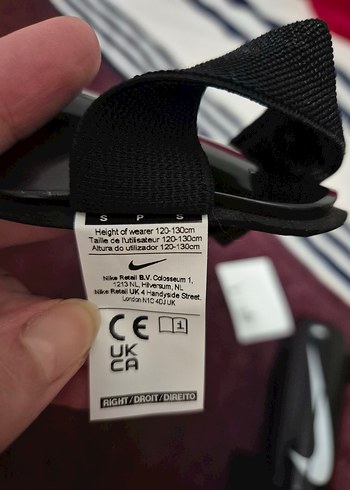 S P S
Height of wearer 120-130cm
Taille de l'utilisateur 120-130cm
Altura do utilizador 120-130cm
Nike Retail B.V. Colosseum 1,
1213 NL, Hilversum, NL
Nike Retail UK 4 Handyside Street,
London N1C 4DJ UK
CE
i
UK
CA
RIGHT/DROIT/DIREITO